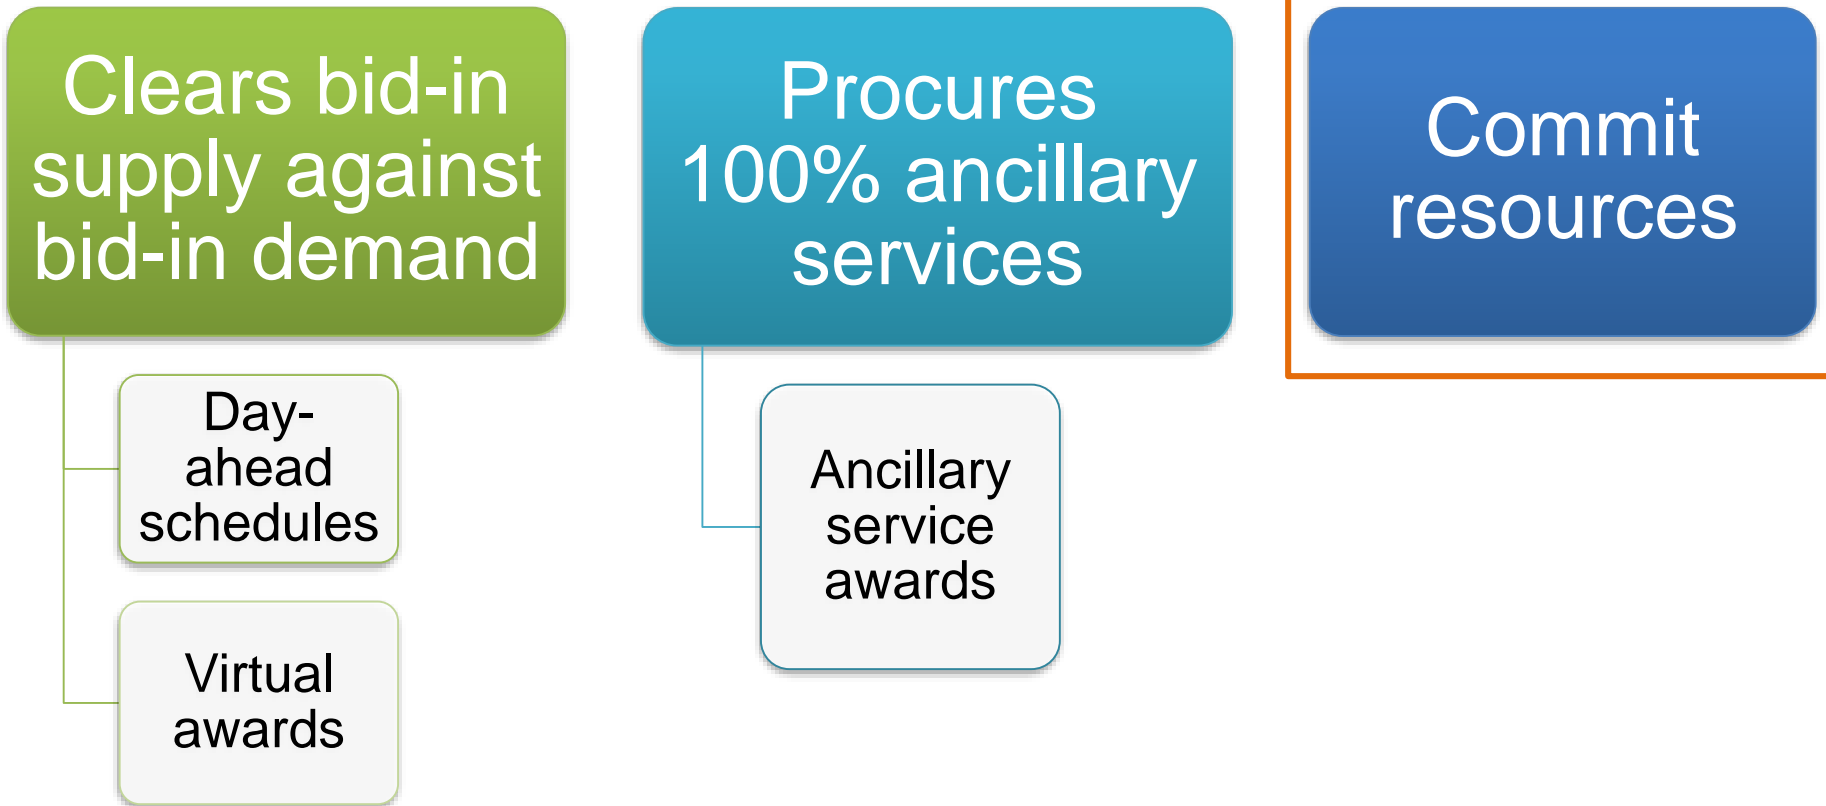 Clears bid-in
supply against
bid-in demand
Day-
ahead
schedules
Virtual
awards
Procures
100% ancillary
services
Ancillary
service
awards
Commit
resources